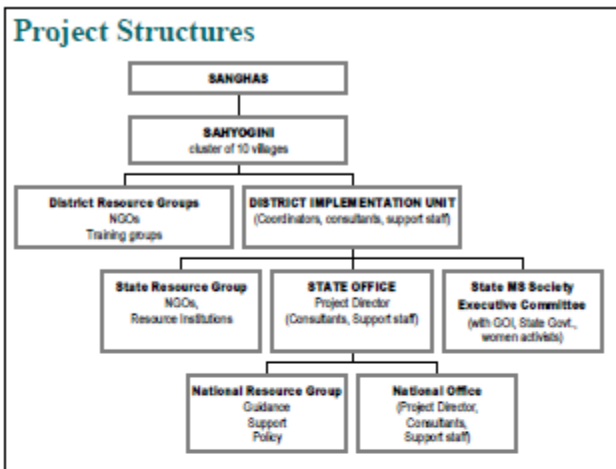 Project Structures
SANGHAS
SAHYOGINI
cluster of 10 villages
District Resource Groups
NGOs
Training groups
DISTRICT IMPLEMENTATION UNIT
(Coordinators, consultants, support staff)
State Resource Group
NGOs,
Resource Institutions
STATE OFFICE
Project Director
(Consultants, Support staff)
State MS Society
Executive Committee
(with GOI, State Govt.,
women activists)
National Resource Group
Guidance
Support
Policy
National Office
(Project Director,
Consultants,
Support staff)